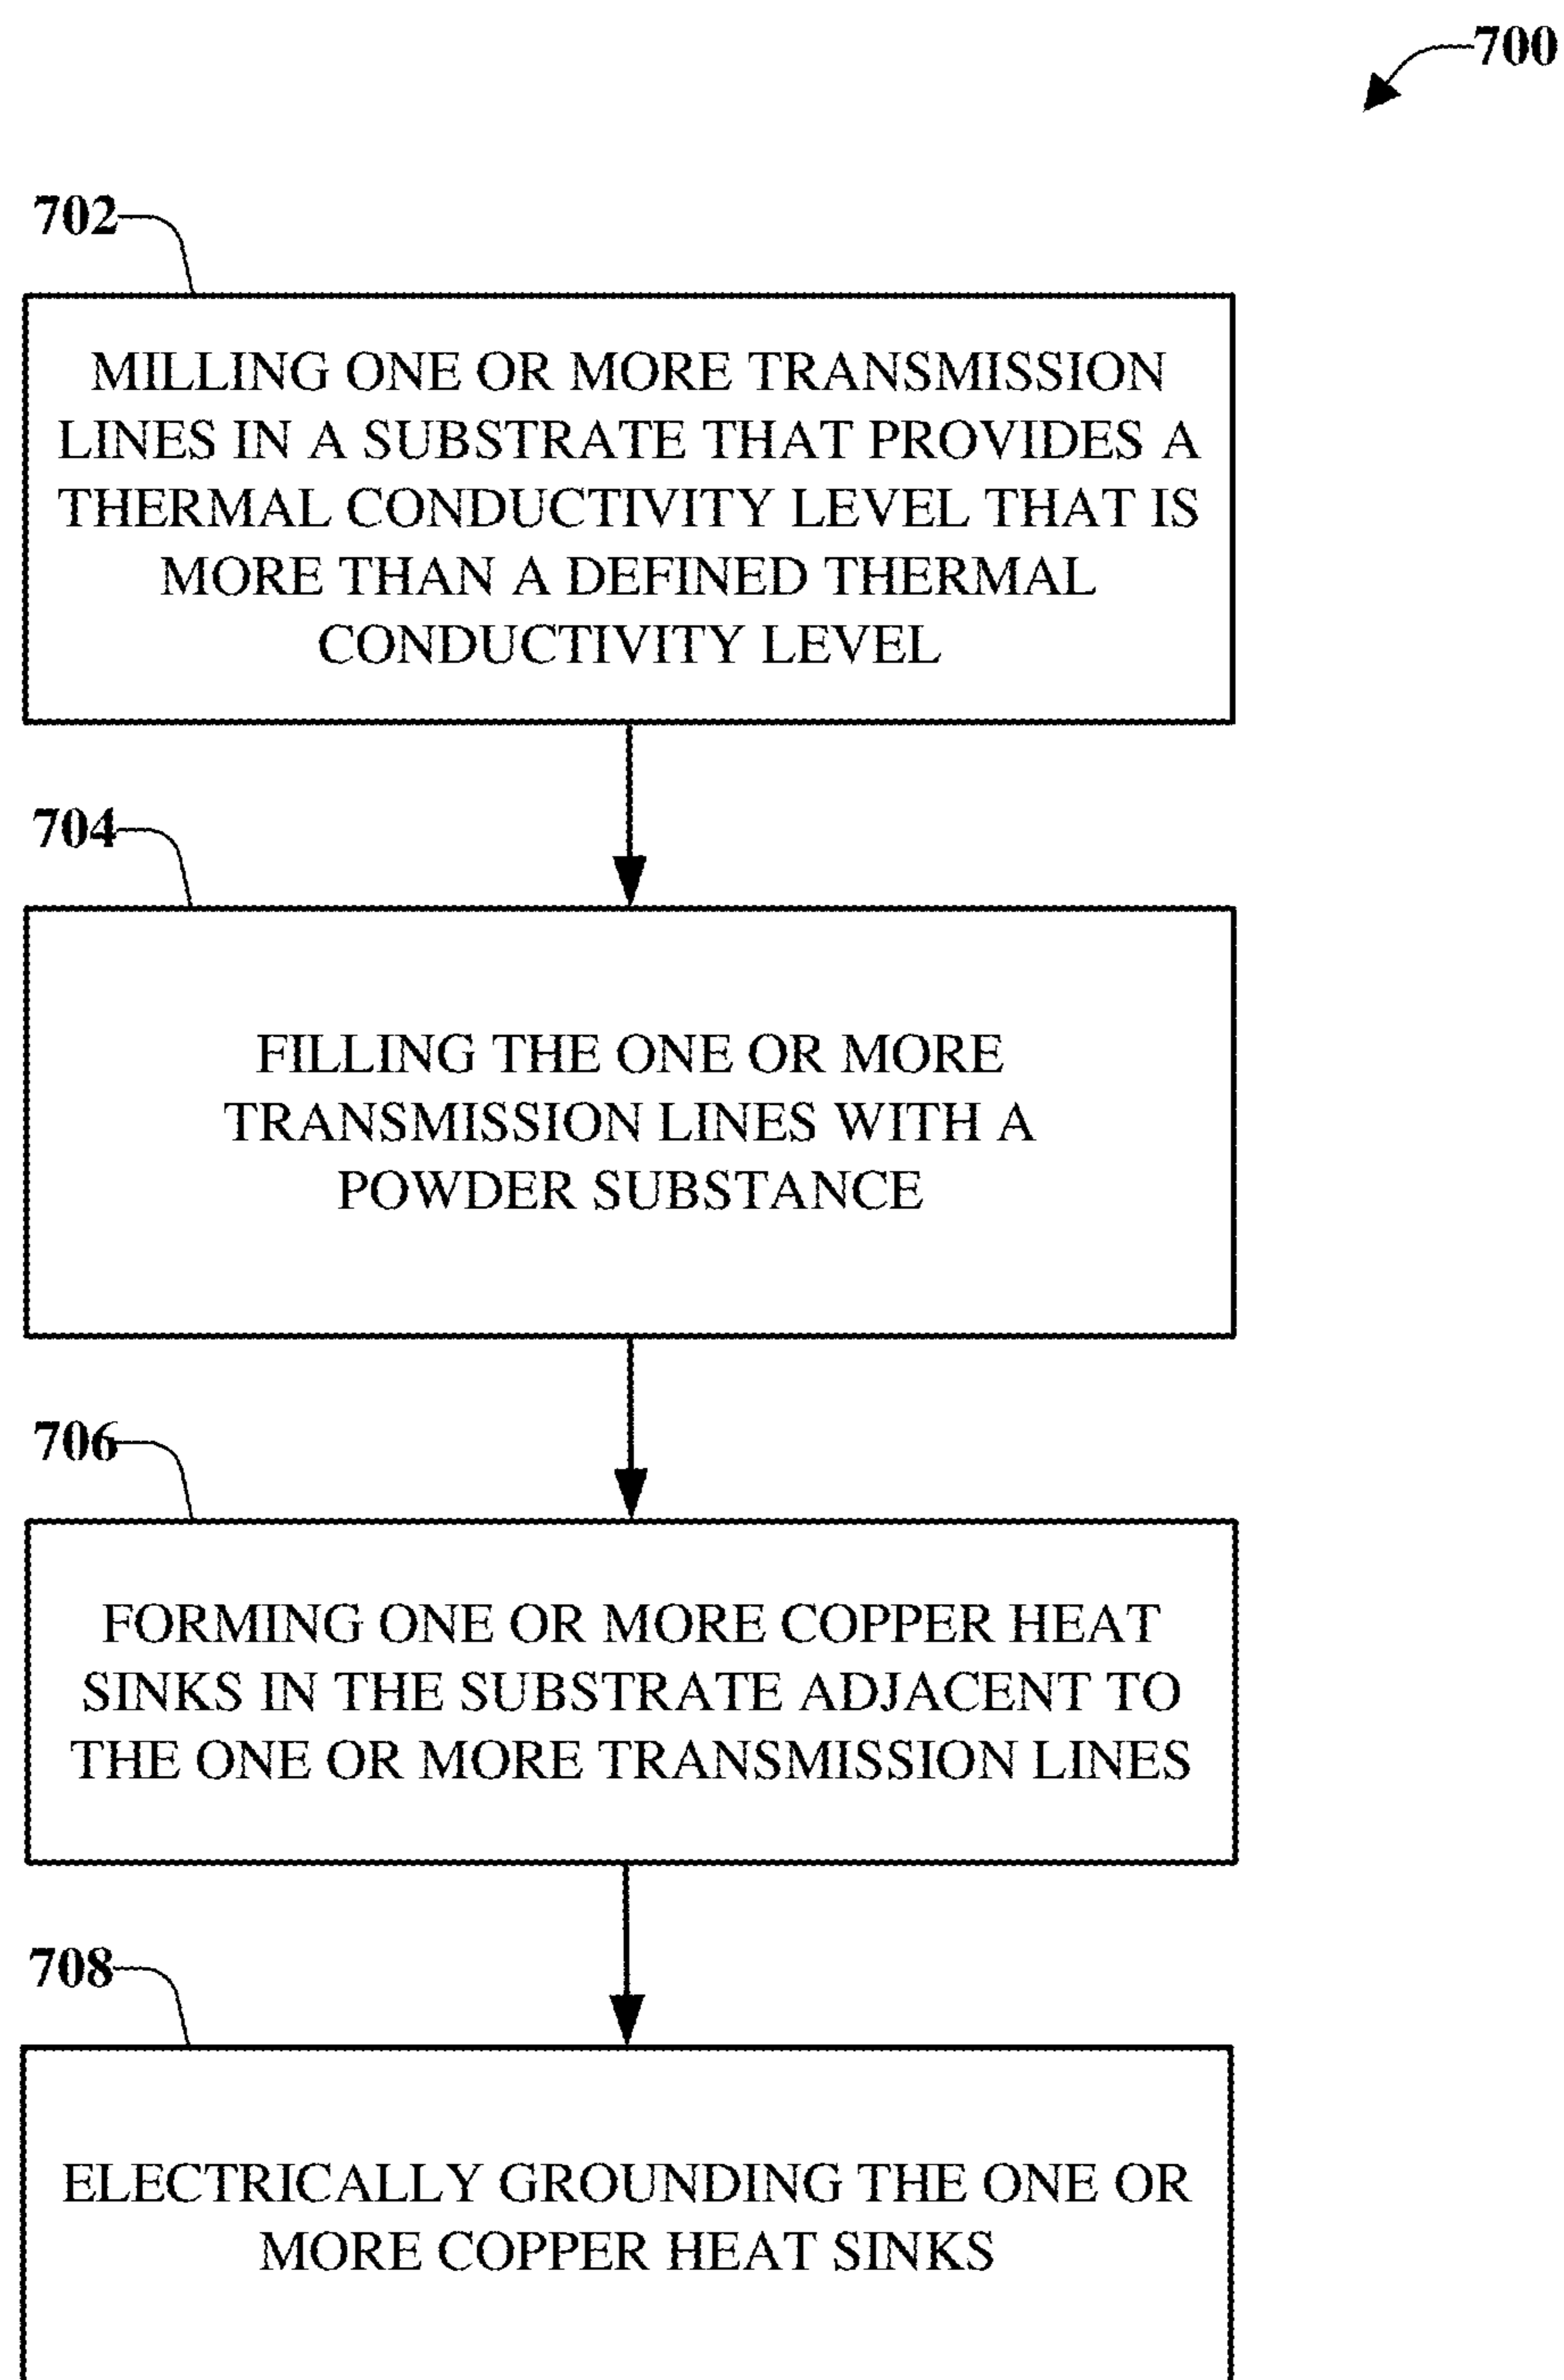 700
702
MILLING ONE OR MORE TRANSMISSION
LINES IN A SUBSTRATE THAT PROVIDES A
THERMAL CONDUCTIVITY LEVEL THAT IS
MORE THAN A DEFINED THERMAL
CONDUCTIVITY LEVEL
704
FILLING THE ONE OR MORE
TRANSMISSION LINES WITH A
POWDER SUBSTANCE
706
FORMING ONE OR MORE COPPER HEAT
SINKS IN THE SUBSTRATE ADJACENT TO
THE ONE OR MORE TRANSMISSION LINES
708
ELECTRICALLY GROUNDING THE ONE OR
MORE COPPER HEAT SINKS